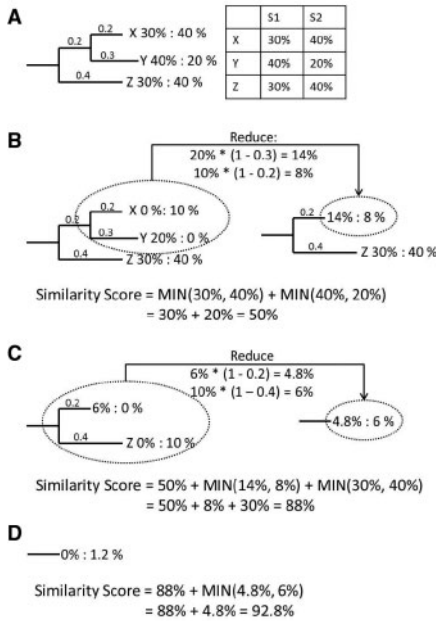 A
0.2
X 30% : 40 %
0.2
Y 40% : 20 %
0.4
Z 30% : 40%
S1 S2
X 30% 40%
Y 40% 20%
Z 30% 40%
B
Reduce:
20% * (1 - 0.3) = 14%
10% * (1 - 0.2) = 8%
0.2
X 0% : 10 %
0.2
0.3
Y 20% : 0 %
0.4
Z 30% : 40 %
0.2
14% : 8 %
0.4
Z 30% : 40 %
Similarity Score = MIN(30%, 40%) + MIN(40%, 20%)
= 30% + 20% = 50%
C
Reduce
6% * (1 - 0.2) = 4.8%
10% * (1 – 0.4) = 6%
0.2
6% : 0 %
0.4
Z 0% : 10 %
4.8% : 6 %
Similarity Score = 50% + MIN(14%, 8%) + MIN(30%, 40%)
= 50% + 8% + 30% = 88%
D
0% : 1.2 %
Similarity Score = 88% + MIN(4.8%, 6%)
= 88% + 4.8% = 92.8%